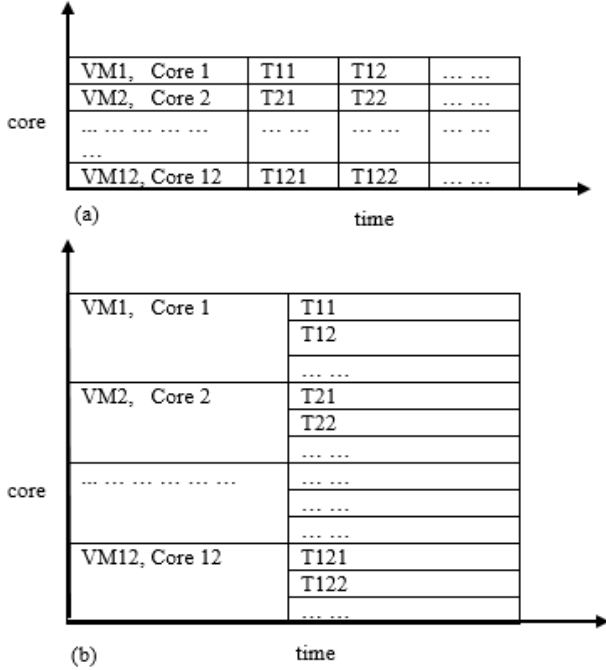 VM1, Core 1 T11 T12 ... ...
VM2, Core 2 T21 T22 ... ...
core
... ... ... ... ... ... ... ... ... ... ...
...
VM12, Core 12 T121 T122 ... ...
(a) time
VM1, Core 1 T11
T12
... ...
VM2, Core 2 T21
T22
... ...
... ... ... ... ... ... ... ...
core
... ...
... ...
VM12, Core 12 T121
T122
... ...
(b) time